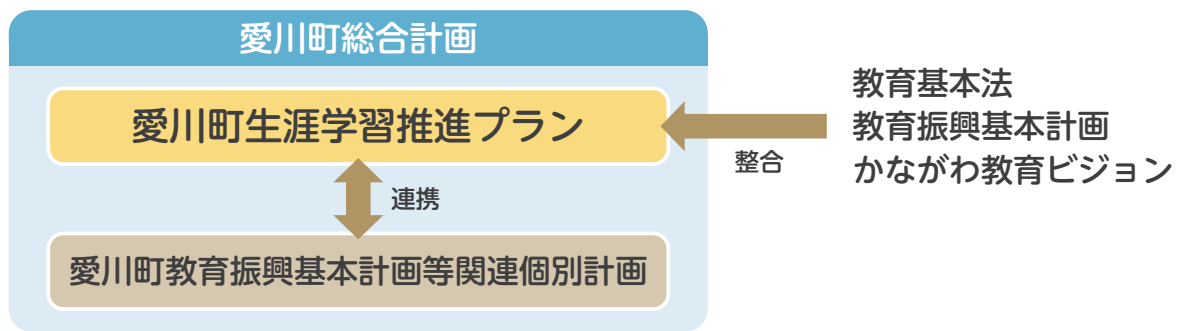 愛川町総合計画
愛川町生涯学習推進プラン
連携
愛川町教育振興基本計画等関連個別計画
整合
教育基本法
教育振興基本計画
かながわ教育ビジョン